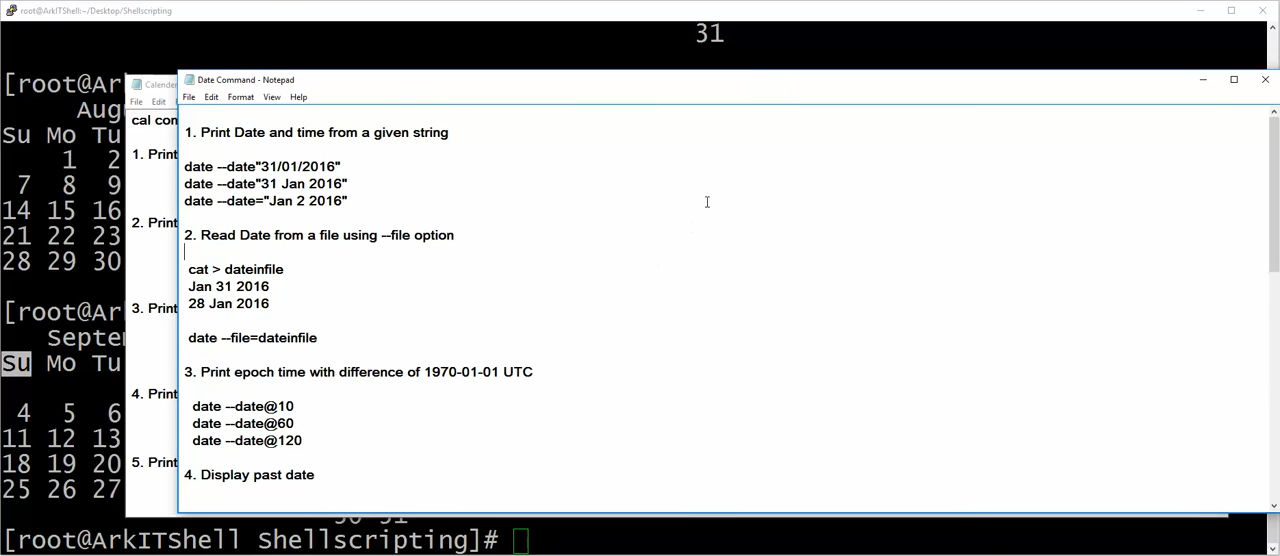 root@ArkITShell:~/Desktop/Shellscripting
31
[root@Ar
Su Mo Tu
1 2
7 8 9
14 15 16
21 22 23
28 29 30
[root@Ar
Su Mo Tu
4 5 6
11 12 13
18 19 20
25 26 27
[root@ArkITShell Shellscripting]#
File Edit
1. Print
2. Print
3. Print
4. Print
5. Print
Date Command - Notepad
File Edit Format View Help
1. Print Date and time from a given string
date --date"31/01/2016"
date --date"31 Jan 2016"
date --date="Jan 2 2016"
2. Read Date from a file using --file option
cat > dateinfile
Jan 31 2016
28 Jan 2016
date --file=dateinfile
3. Print epoch time with difference of 1970-01-01 UTC
date --date@10
date --date@60
date --date@120
4. Display past date